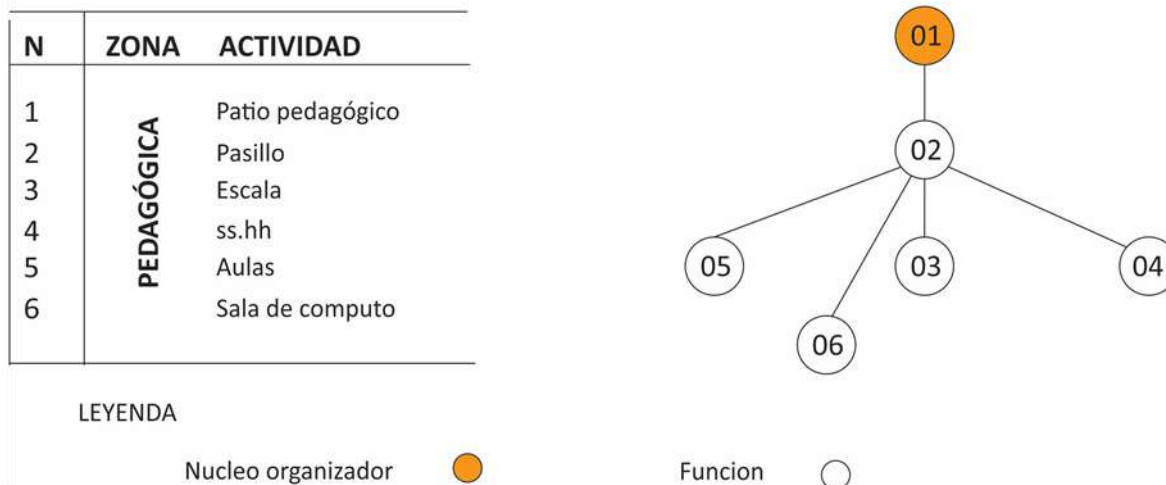 N ZONA ACTIVIDAD
PEDAGÓGICA
1 Patio pedagógico
2 Pasillo
3 Escala
4 ss.hh
5 Aulas
6 Sala de computo
01
02
05 03 04
06
LEYENDA
Nucleo organizador Funcion